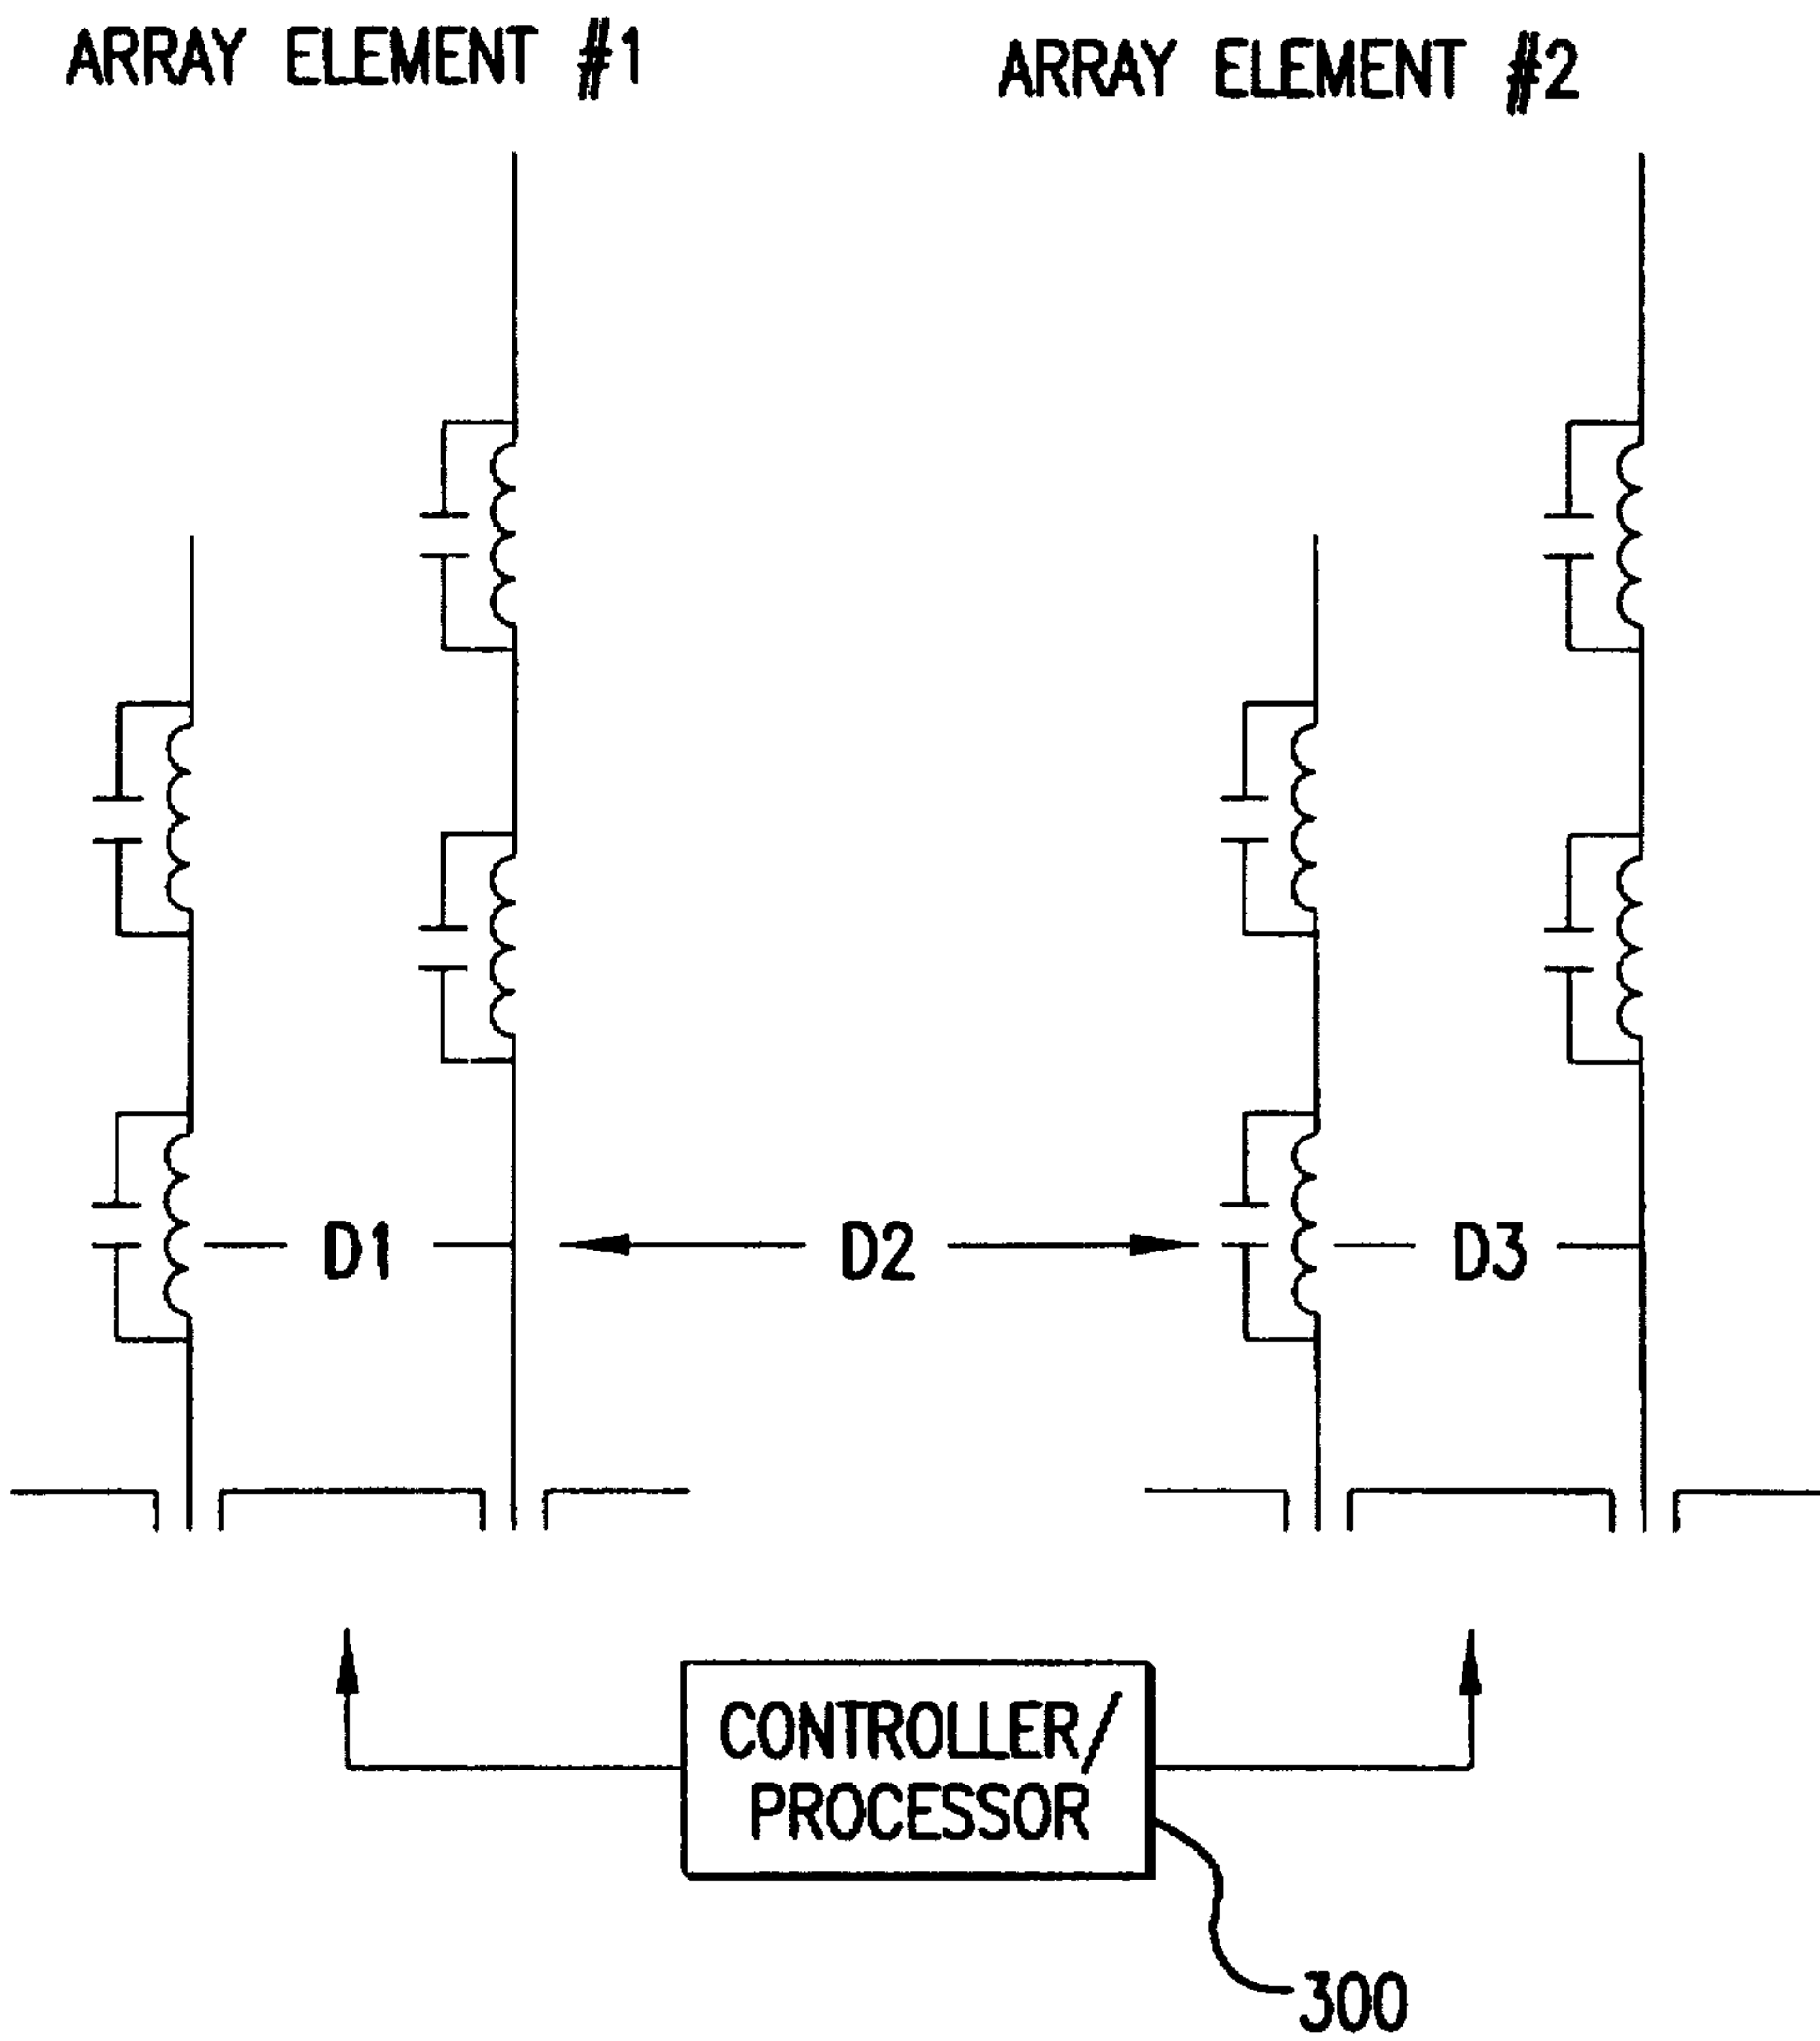 ARRAY ELEMENT #1
ARRAY ELEMENT #2
D1
D2
D3
CONTROLLER/
PROCESSOR
300